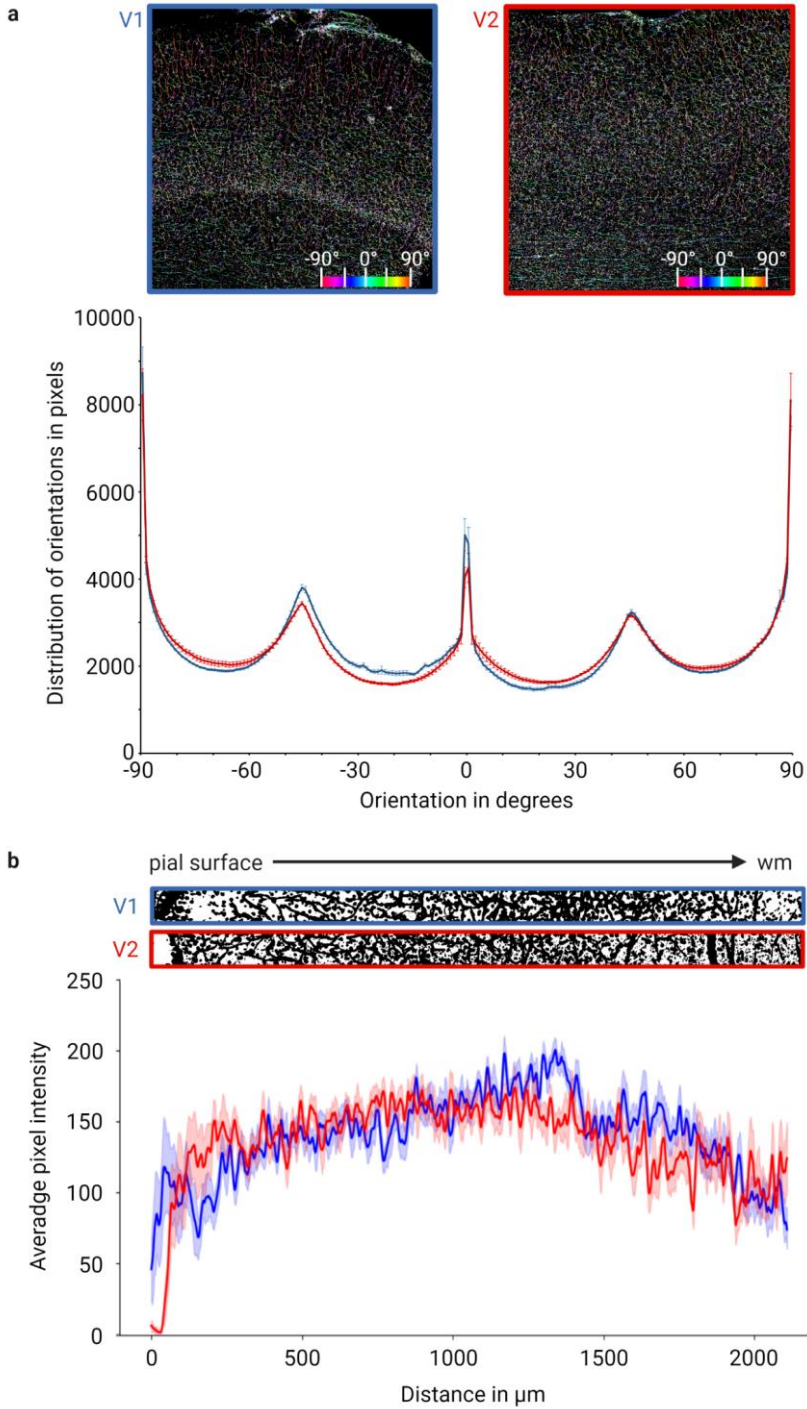 a
V1
V2
-90° 0° 90°
-90° 0° 90°
10000
8000
6000
4000
2000
0
Distribution of orientations in pixels
-90 -60 -30 0 30 60 90
Orientation in degrees
b
pial surface wm
V1
V2
250
200
150
100
50
0
Averadge pixel intensity
0 500 1000 1500 2000
Distance in µm